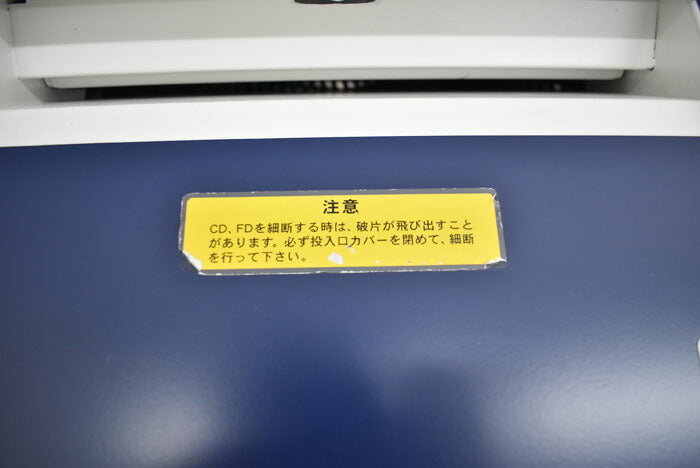 注意
CD、FDを細断する時は、破片が飛び出すこと
があります。必ず投入口カバーを閉めて、細断
を行って下さい。